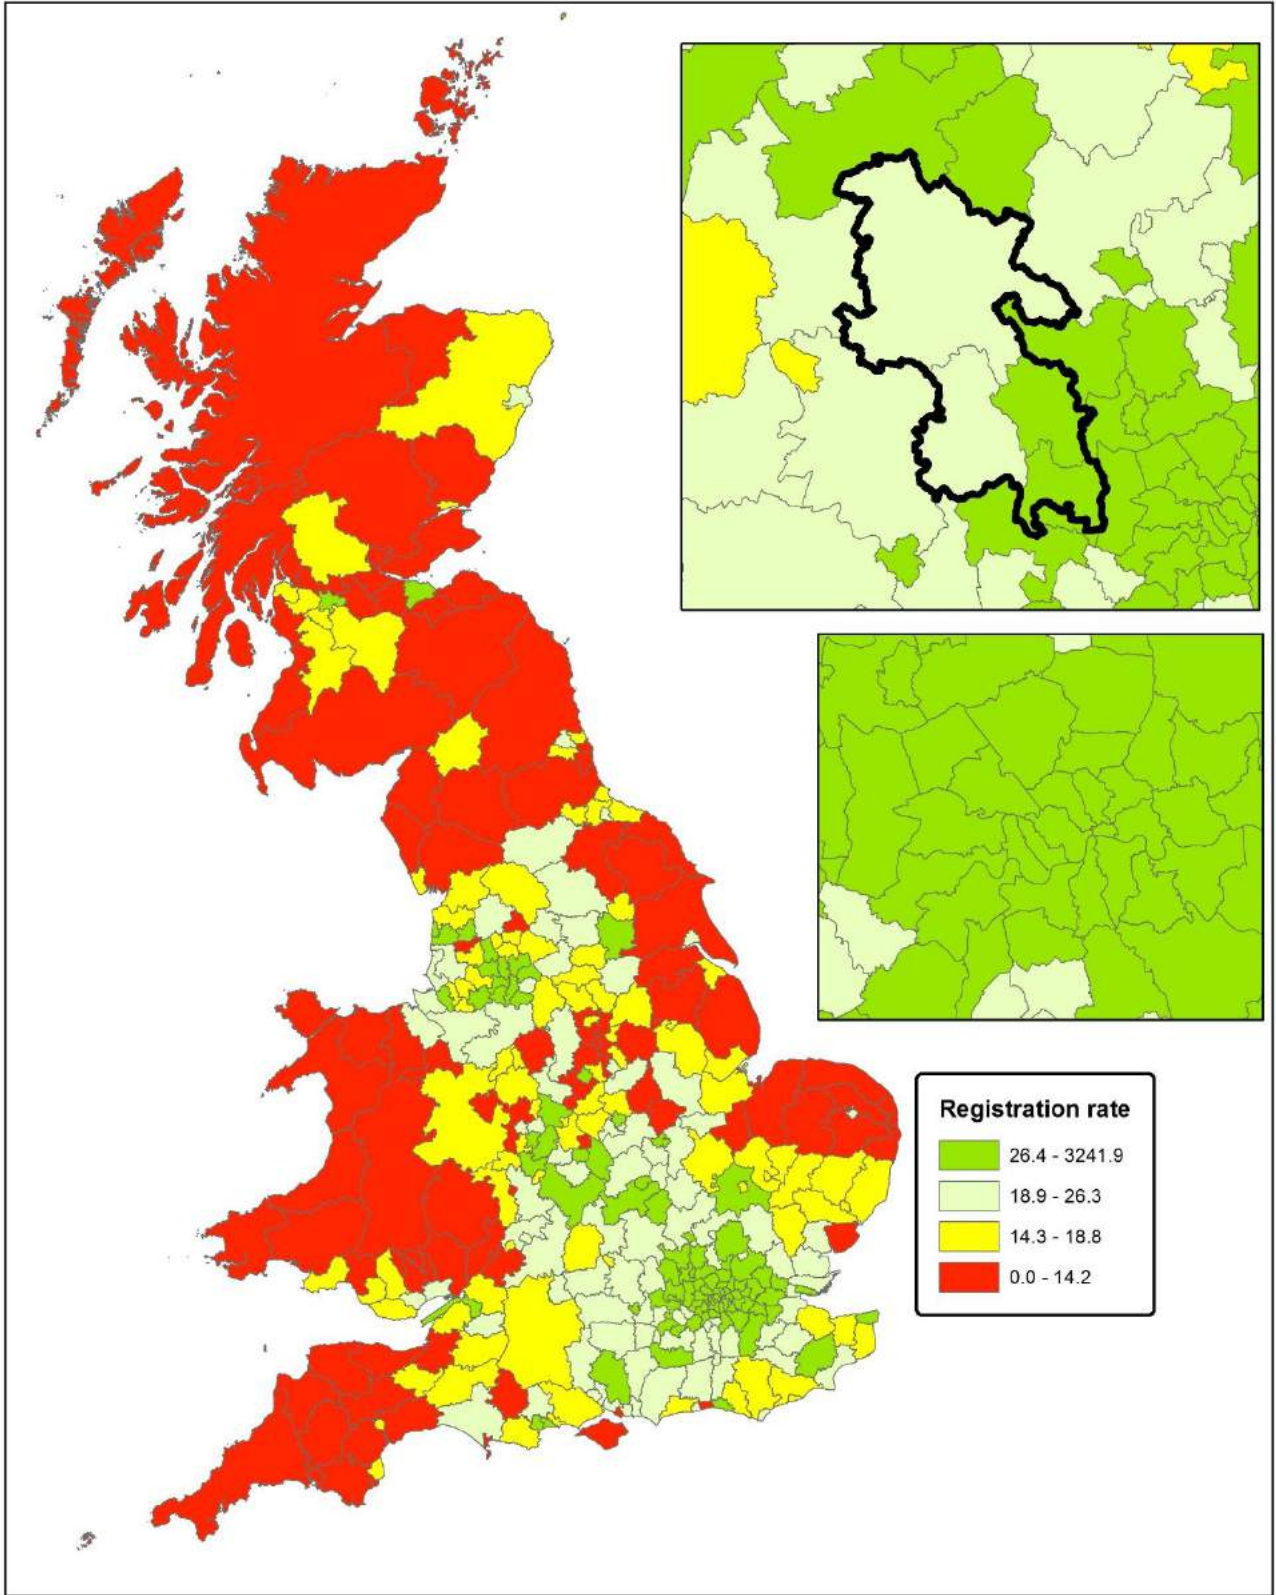 Registration rate
26.4 - 3241.9
18.9 - 26.3
14.3 - 18.8
0.0 - 14.2